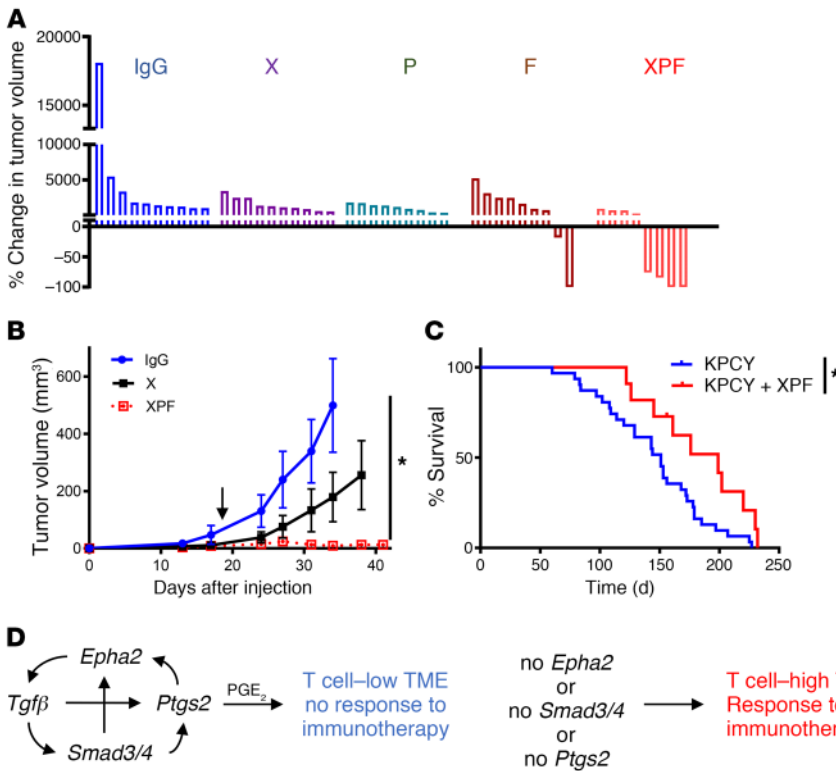 A
% Change in tumor volume
20000
15000
10000
5000
0
−50
−100
IgG
X
P
F
XPF
B
Tumor volume (mm³)
600
400
200
0
IgG
X
XPF
*
0
10
20
30
40
Days after injection
C
% Survival
100
50
0
KPCY
KPCY + XPF
0
50
100
150
200
250
Time (d)
D
Epha2
Tgfβ
Ptgs2
Smad3/4
PGE₂
T cell–low TME
no response to
immunotherapy
no Epha2
or
no Smad3/4
or
no Ptgs2
T cell–high
Response
immunother